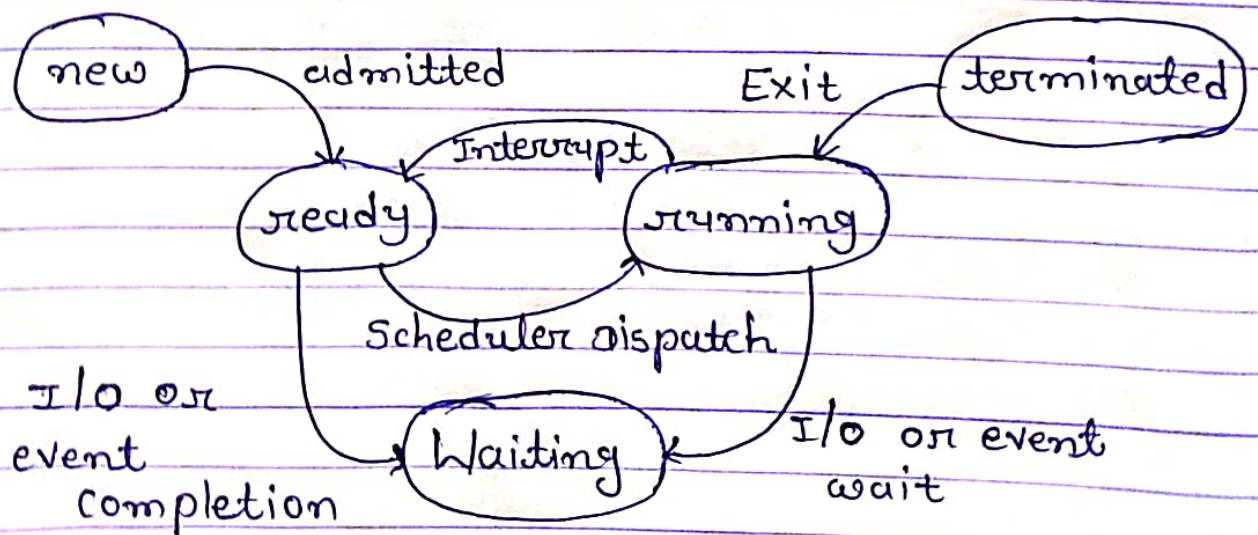 new
admitted
Exit
terminated
Interrupt
ready
running
Scheduler Dispatch
I/O or
event
completion
Waiting
I/O or event
wait